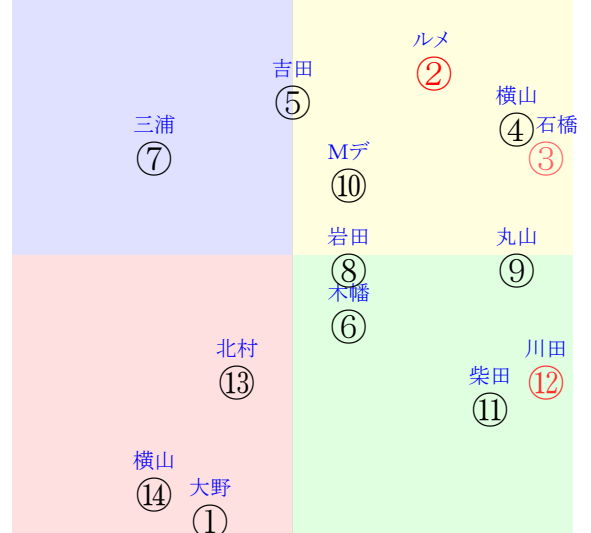 ルメ
②
吉田
⑤
横山
④
石橋
③
三浦
⑦
Mデ
⑩
岩田
⑧
丸山
⑨
木幡
⑥
北村
⑬
川田
⑫
柴田
⑪
横山
⑭
大野
①